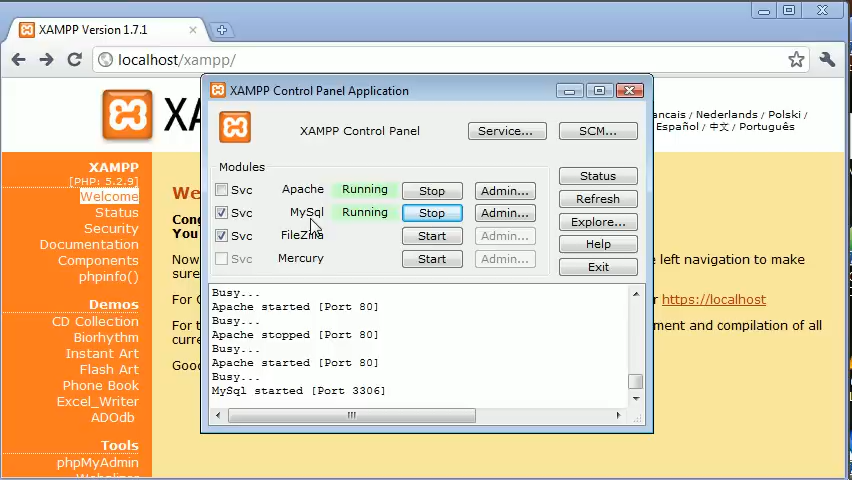 XAMPP Version 1.7.1
localhost/xampp/
XAMPP Control Panel Application
XA
ancais / Nederlands / Polski /
Español / 中文 / Português
XAMPP Control Panel
Service...
SCM...
Modules
Svc Apache Running Stop Admin...
Svc MySql Running Stop Admin...
Svc FileZilla Start Admin...
Svc Mercury Start Admin...
Status
Refresh
Explore...
Help
Exit
Busy...
Apache started [Port 80]
Busy...
Apache stopped [Port 80]
Busy...
Apache started [Port 80]
Busy...
MySql started [Port 3306]
XAMPP
[PHP: 5.2.9]
Welcome
Status
Security
Documentation
Components
phpinfo()
Demos
CD Collection
Biorhythm
Instant Art
Flash Art
Phone Book
Excel_Writer
ADOdb
Tools
phpMyAdmin
We
Cong
You
Now left navigation to make
sure
For https://localhost
For t ment and compilation of all
curre
Good